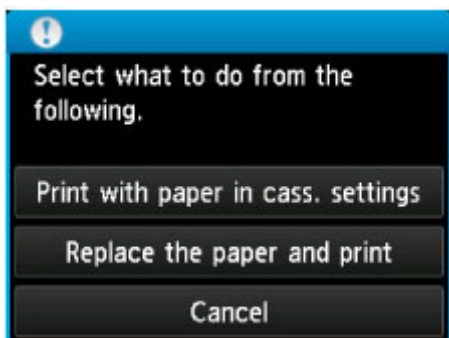 Select what to do from the
following.
Print with paper in cass. settings
Replace the paper and print
Cancel